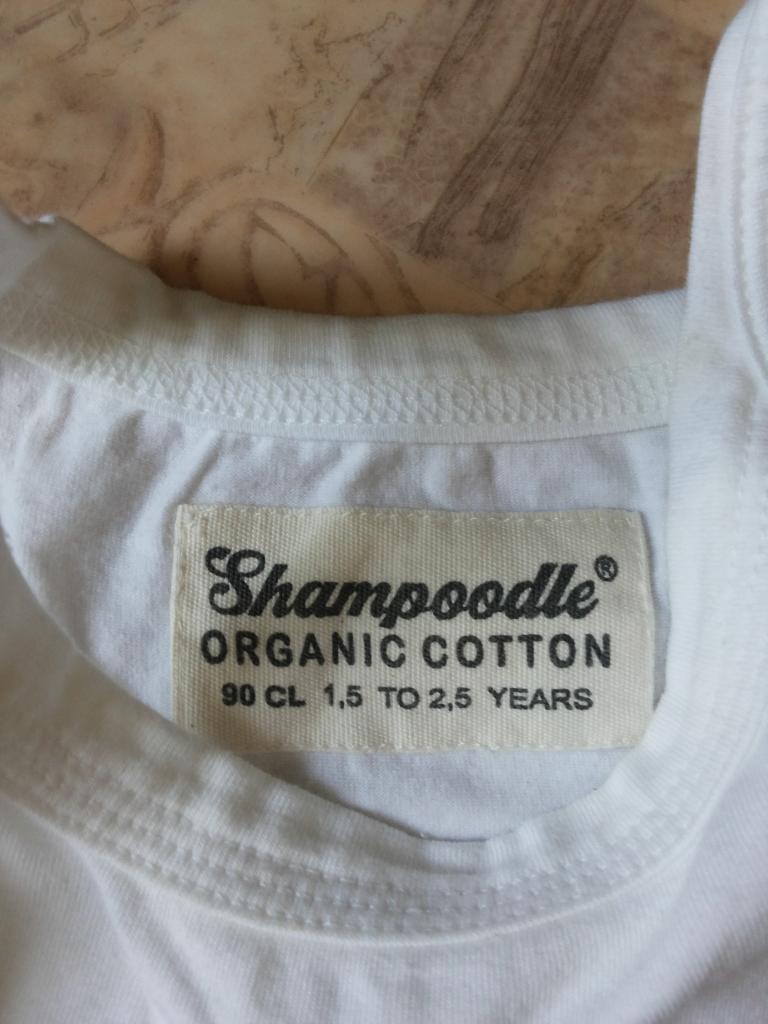 Shampoodle®
ORGANIC COTTON
90 CL 1,5 TO 2,5 YEARS